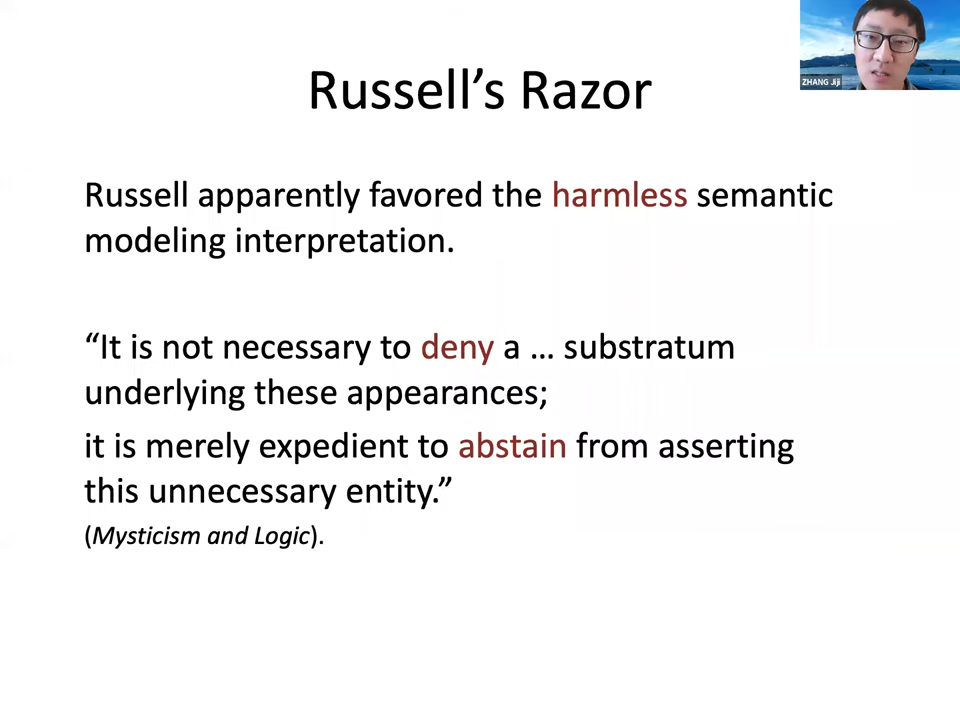 Russell’s Razor
ZHANG Jiji
Russell apparently favored the harmless semantic
modeling interpretation.
“It is not necessary to deny a … substratum
underlying these appearances;
it is merely expedient to abstain from asserting
this unnecessary entity.”
(Mysticism and Logic).